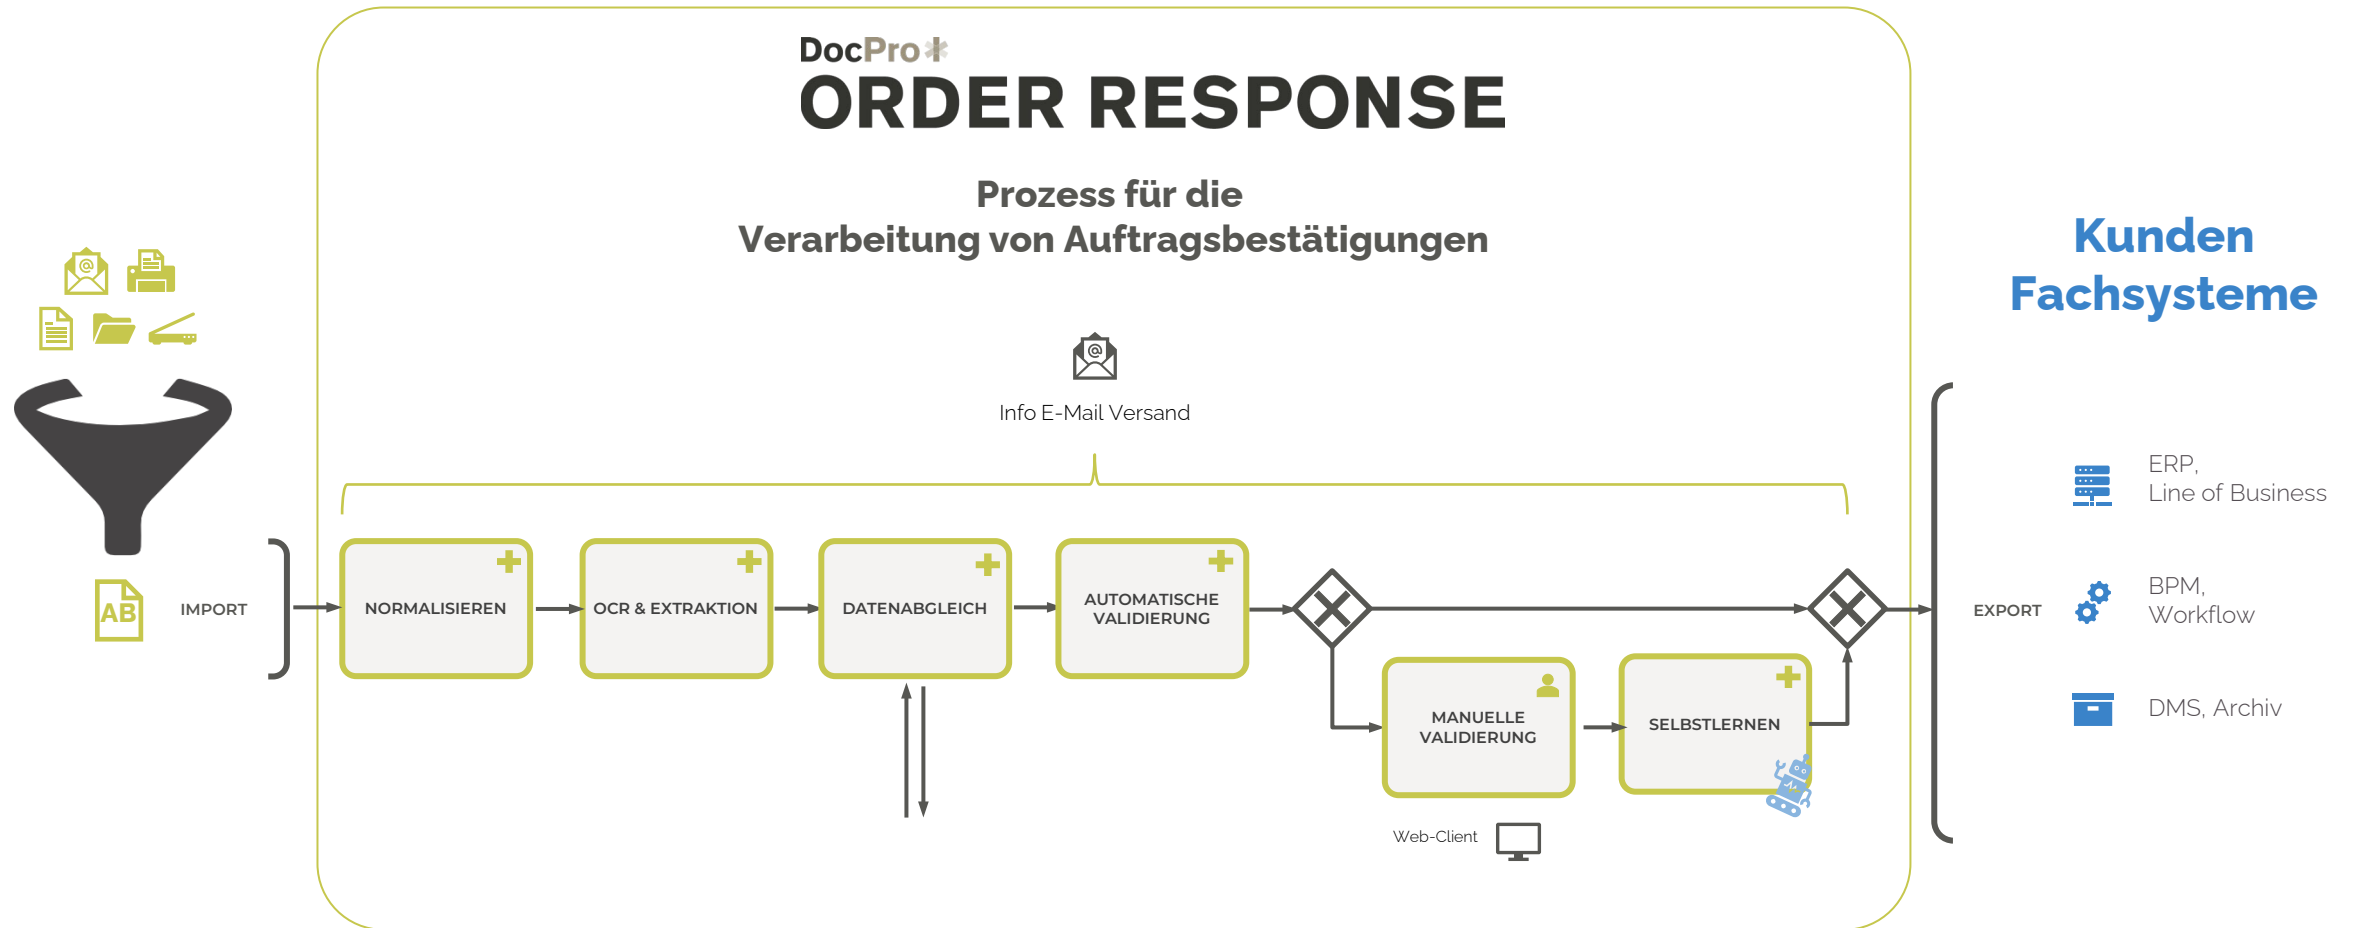 DocPro
ORDER RESPONSE
Prozess für die
Verarbeitung von Auftragsbestätigungen
Kunden
Fachsysteme
@
@
Info E-Mail Versand
AB
IMPORT
NORMALISIEREN
OCR & EXTRAKTION
DATENABGLEICH
AUTOMATISCHE
VALIDIERUNG
MANUELLE
VALIDIERUNG
SELBSTLERNEN
Web-Client
EXPORT
ERP,
Line of Business
BPM,
Workflow
DMS, Archiv